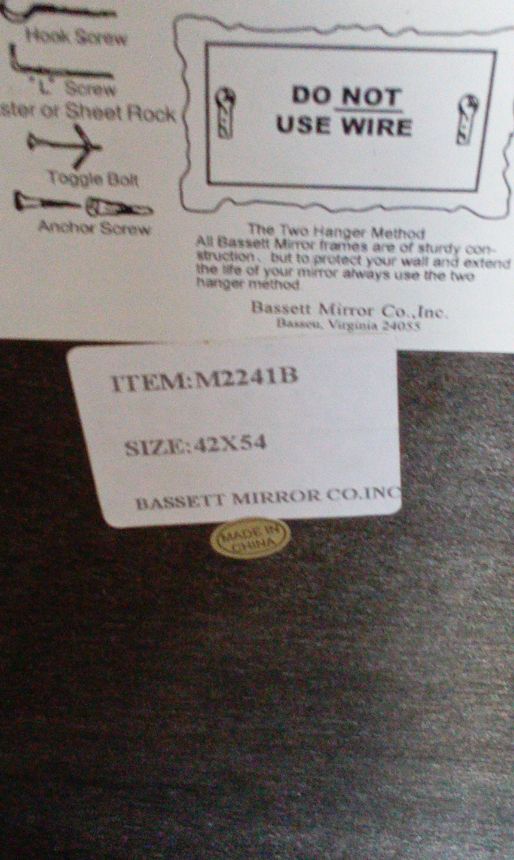 Hook Screw
"L" Screw
ster or Sheet Rock
Toggle Bolt
Anchor Screw
DO NOT
USE WIRE
The Two Hanger Method
All Bassett Mirror frames are of sturdy con-
struction, but to protect your wall and extend
the life of your mirror always use the two
hanger method
Bassett Mirror Co.,Inc.
Bassett, Virginia 24055
ITEM:M2241B
SIZE:42X54
BASSETT MIRROR CO.INC
MADE IN
CHINA